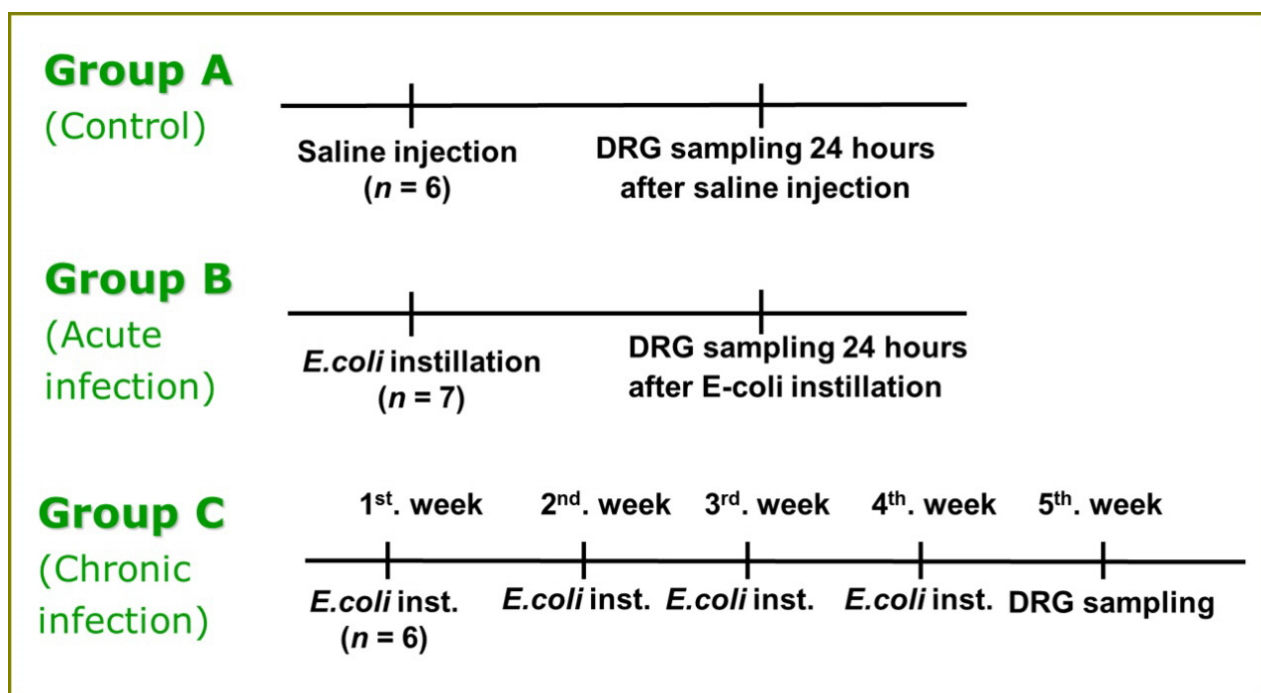 Group A
(Control)
Saline injection
(n = 6)
DRG sampling 24 hours
after saline injection
Group B
(Acute
infection)
E.coli instillation
(n = 7)
DRG sampling 24 hours
after E-coli instillation
Group C
(Chronic
infection)
1st. week 2nd. week 3rd. week 4th. week 5th. week
E.coli inst. E.coli inst. E.coli inst. E.coli inst. DRG sampling
(n = 6)